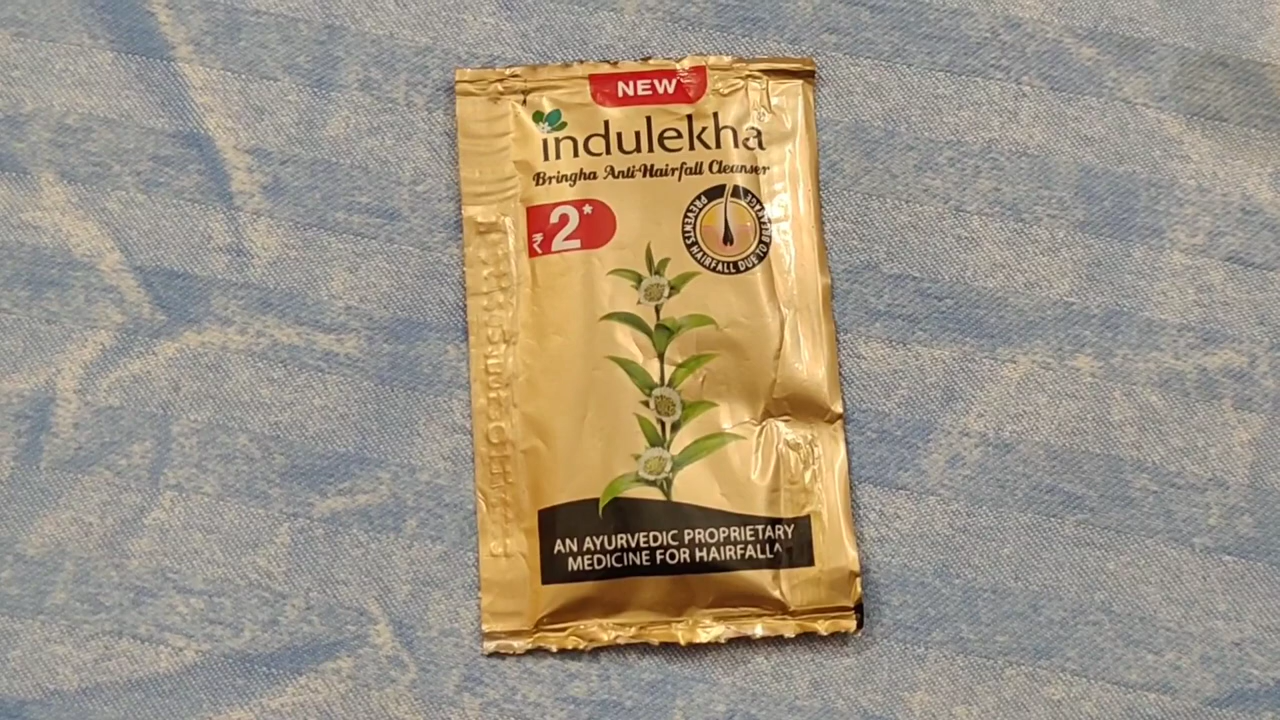 NEW
indulekha
Bringha Anti-Hairfall Cleanser
₹2*
PREVENTS HAIRFALL DUE TO BREAKAGE
AN AYURVEDIC PROPRIETARY
MEDICINE FOR HAIRFALL^